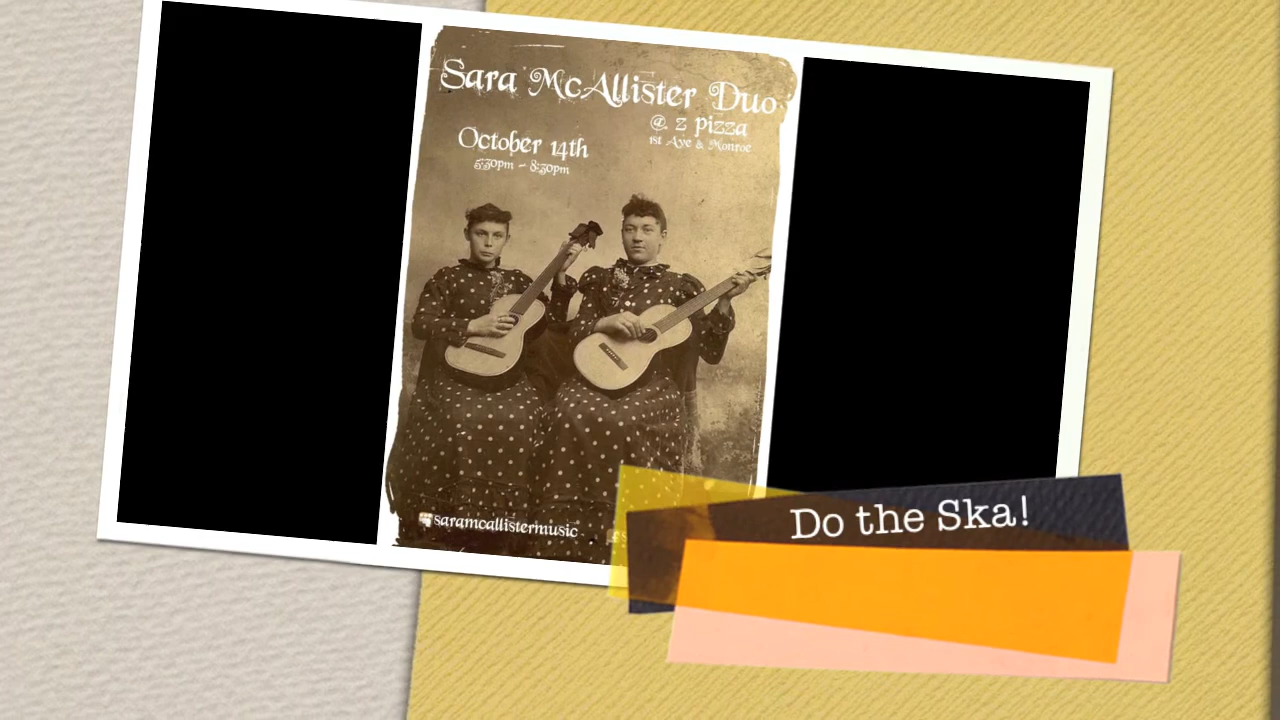 Sara McAllister Duo
@ z pizza
1st Ave & Monroe
October 14th
5:30pm - 8:30pm
saramcallistermusic
Do the Ska!